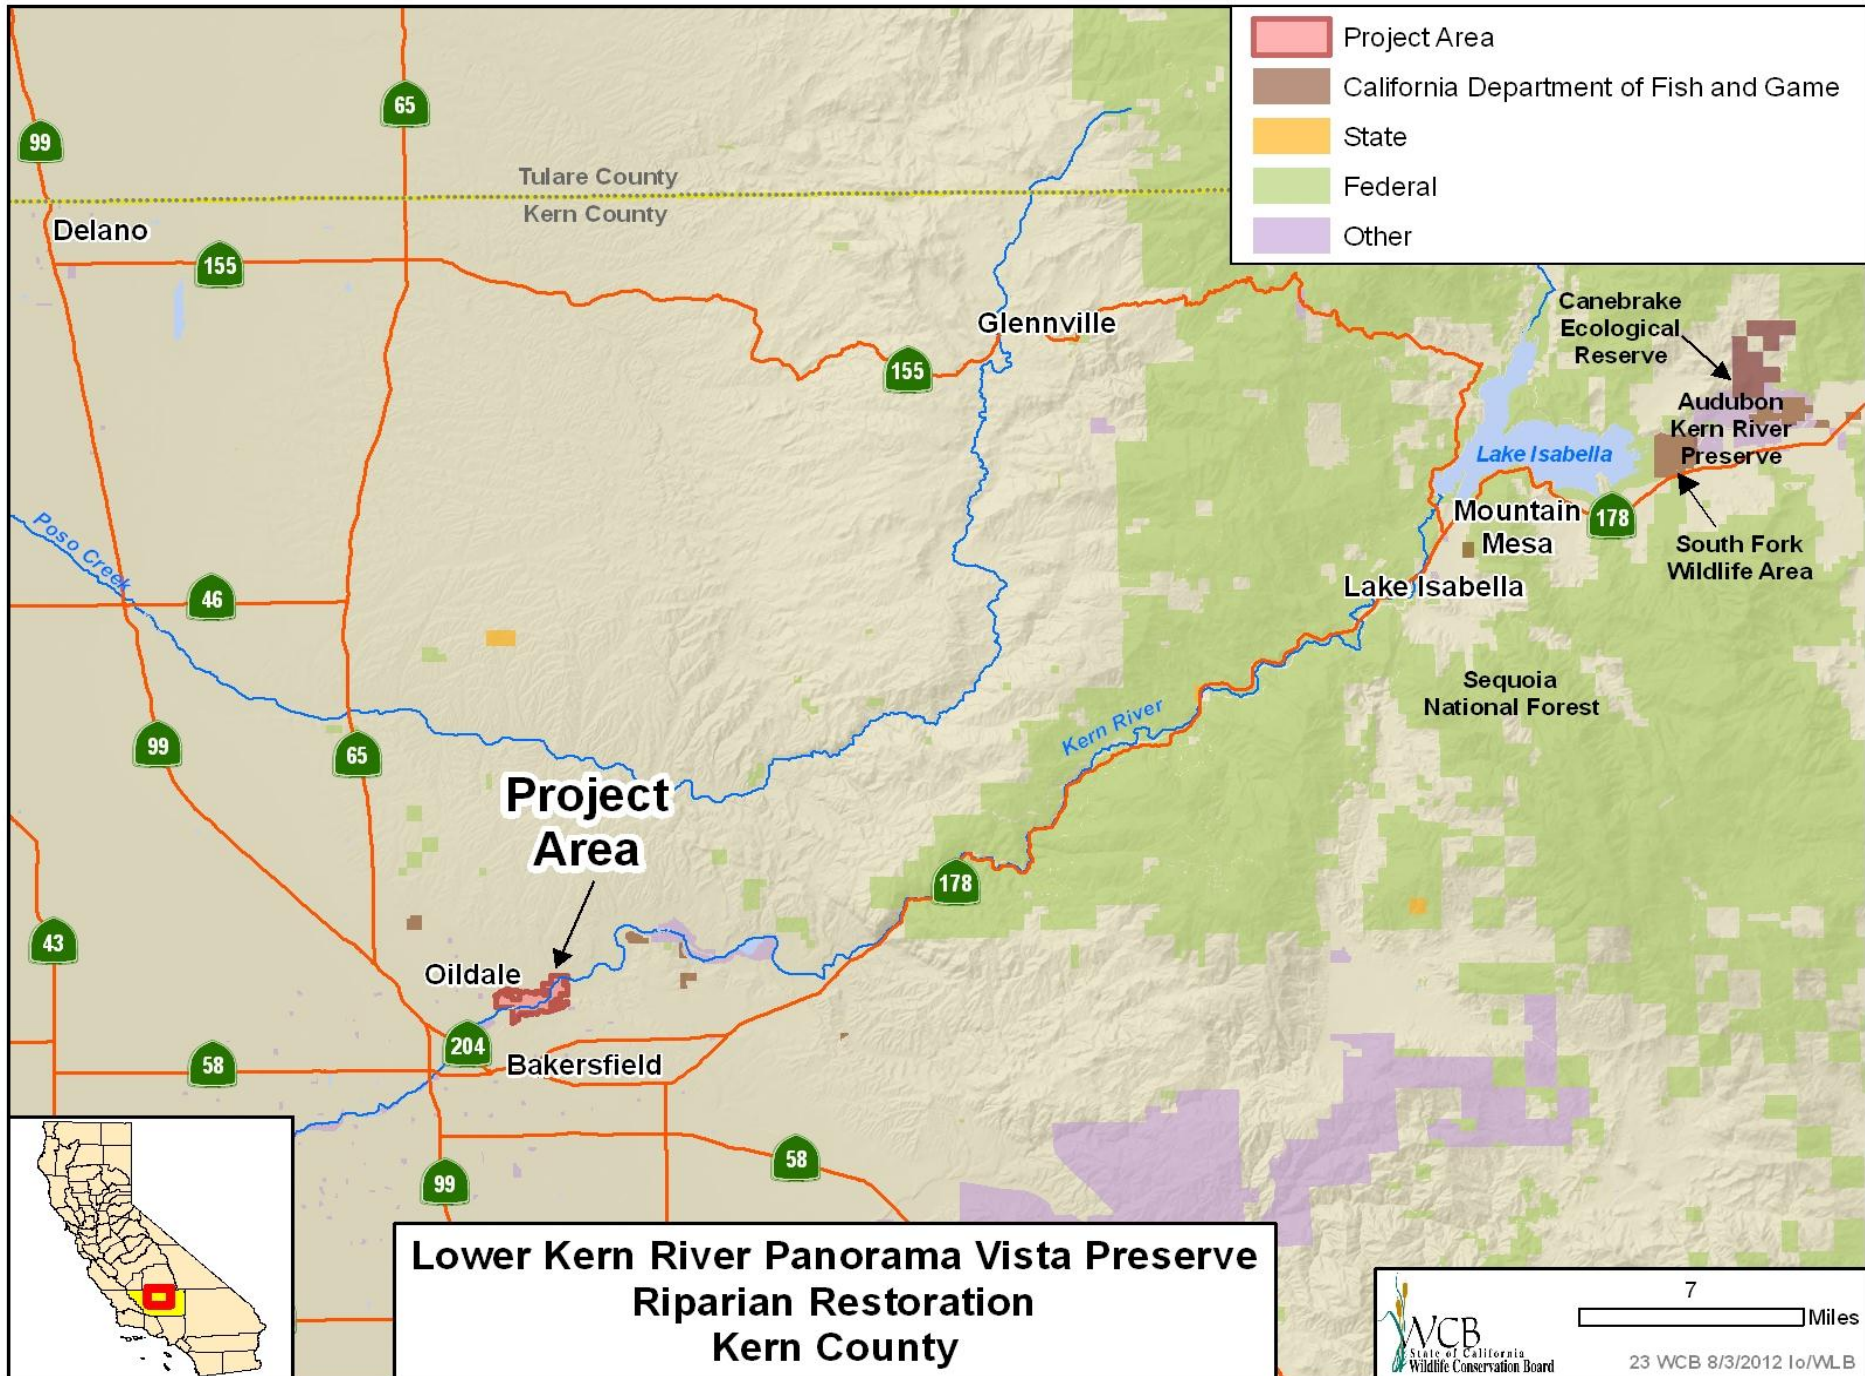 Project Area
California Department of Fish and Game
State
Federal
Other
65
99
Tulare County
Kern County
Delano
155
Glennville
155
Canebrake
Ecological
Reserve
Audubon
Kern River
Preserve
Lake Isabella
Mountain
Mesa
178
South Fork
Wildlife Area
Lake Isabella
Poso Creek
46
Sequoia
National Forest
Kern River
99
65
Project
Area
178
43
Oildale
204
Bakersfield
58
58
99
Lower Kern River Panorama Vista Preserve
Riparian Restoration
Kern County
7
Miles
WCB
State of California
Wildlife Conservation Board
23 WCB 8/3/2012 lo/WLB